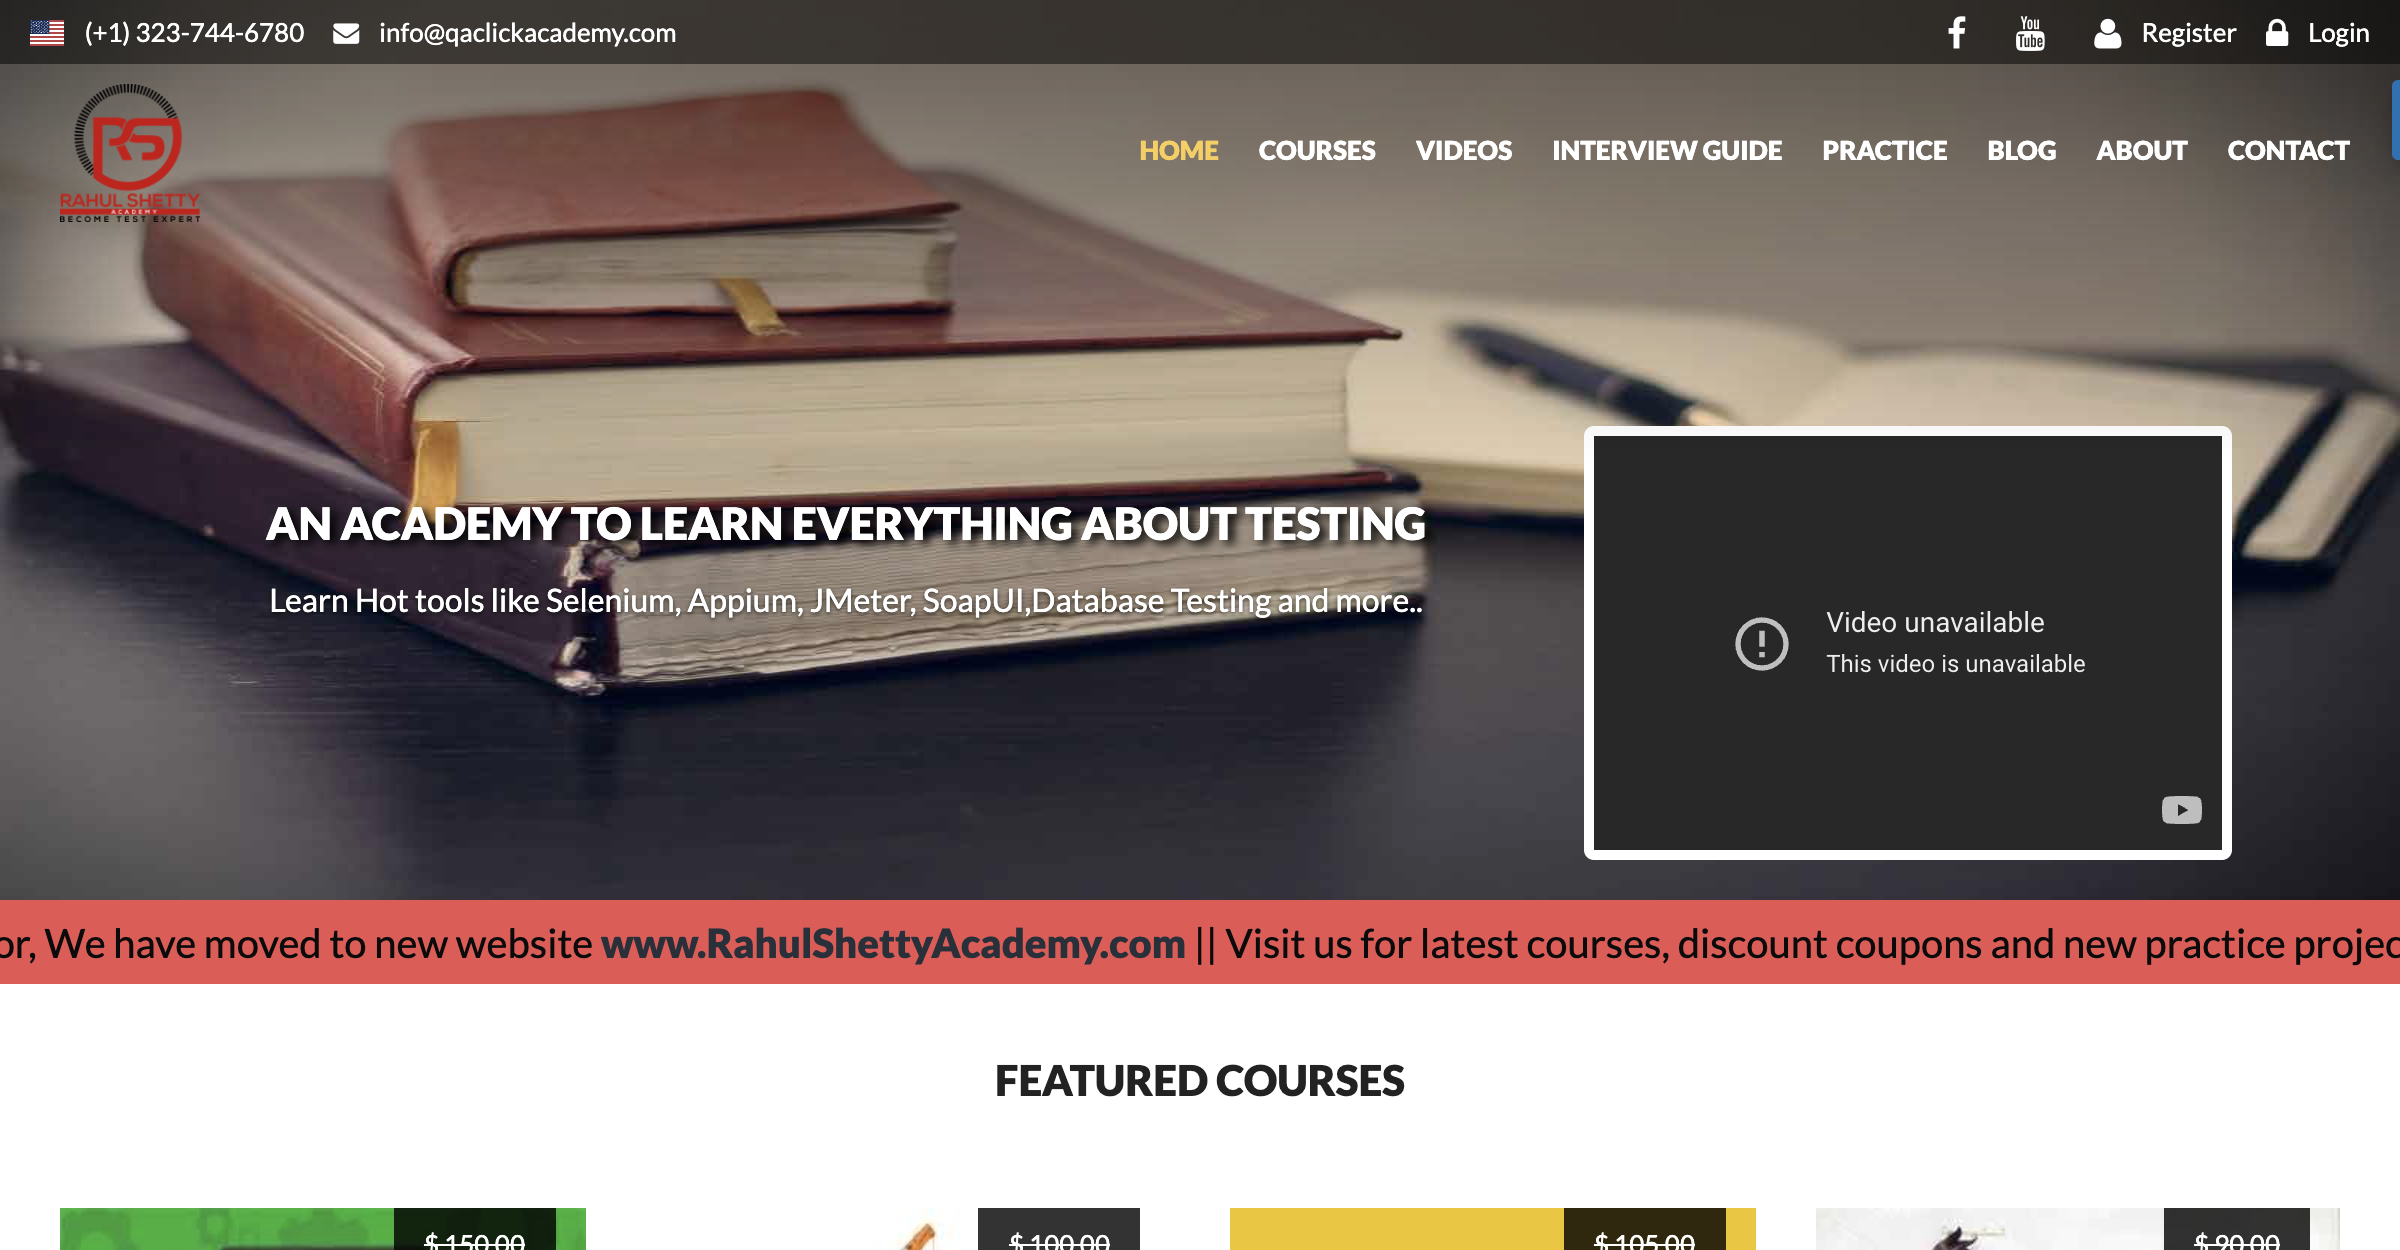 (+1) 323-744-6780 info@qaclickacademy.com
You
Tube
Register Login
RS
RAHUL SHETTY
ACADEMY
BECOME TEST EXPERT
HOME COURSES VIDEOS INTERVIEW GUIDE PRACTICE BLOG ABOUT CONTACT
AN ACADEMY TO LEARN EVERYTHING ABOUT TESTING
Learn Hot tools like Selenium, Appium, JMeter, SoapUI,Database Testing and more..
Video unavailable
This video is unavailable
or, We have moved to new website www.RahulShettyAcademy.com || Visit us for latest courses, discount coupons and new practice projec
FEATURED COURSES
$ 150.00 $ 100.00 $ 105.00 $ 90.00